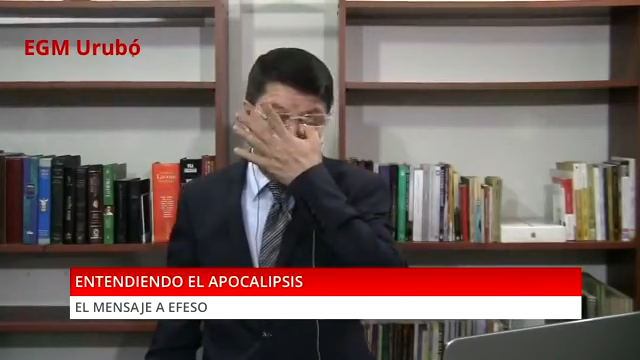 EGM Urubó
ENTENDIENDO EL APOCALIPSIS
EL MENSAJE A EFESO